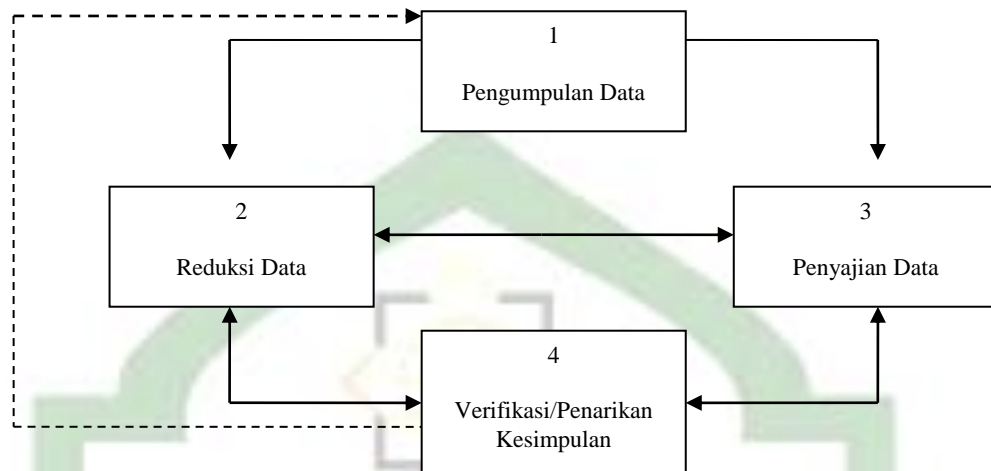 1
Pengumpulan Data
2
Reduksi Data
3
Penyajian Data
4
Verifikasi/Penarikan
Kesimpulan